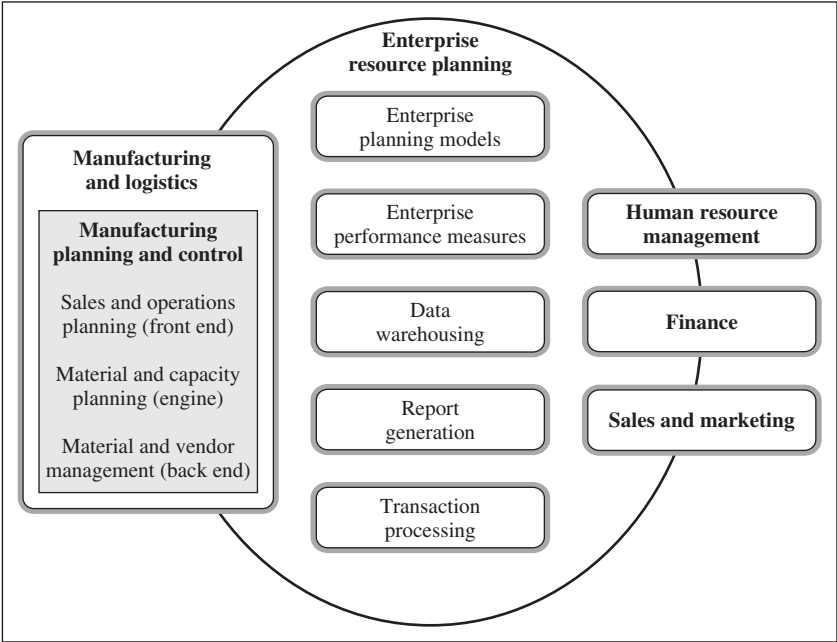 Enterprise
resource planning
Enterprise
planning models
Enterprise
performance measures
Data
warehousing
Report
generation
Transaction
processing
Manufacturing
and logistics
Manufacturing
planning and control
Sales and operations
planning (front end)
Material and capacity
planning (engine)
Material and vendor
management (back end)
Human resource
management
Finance
Sales and marketing